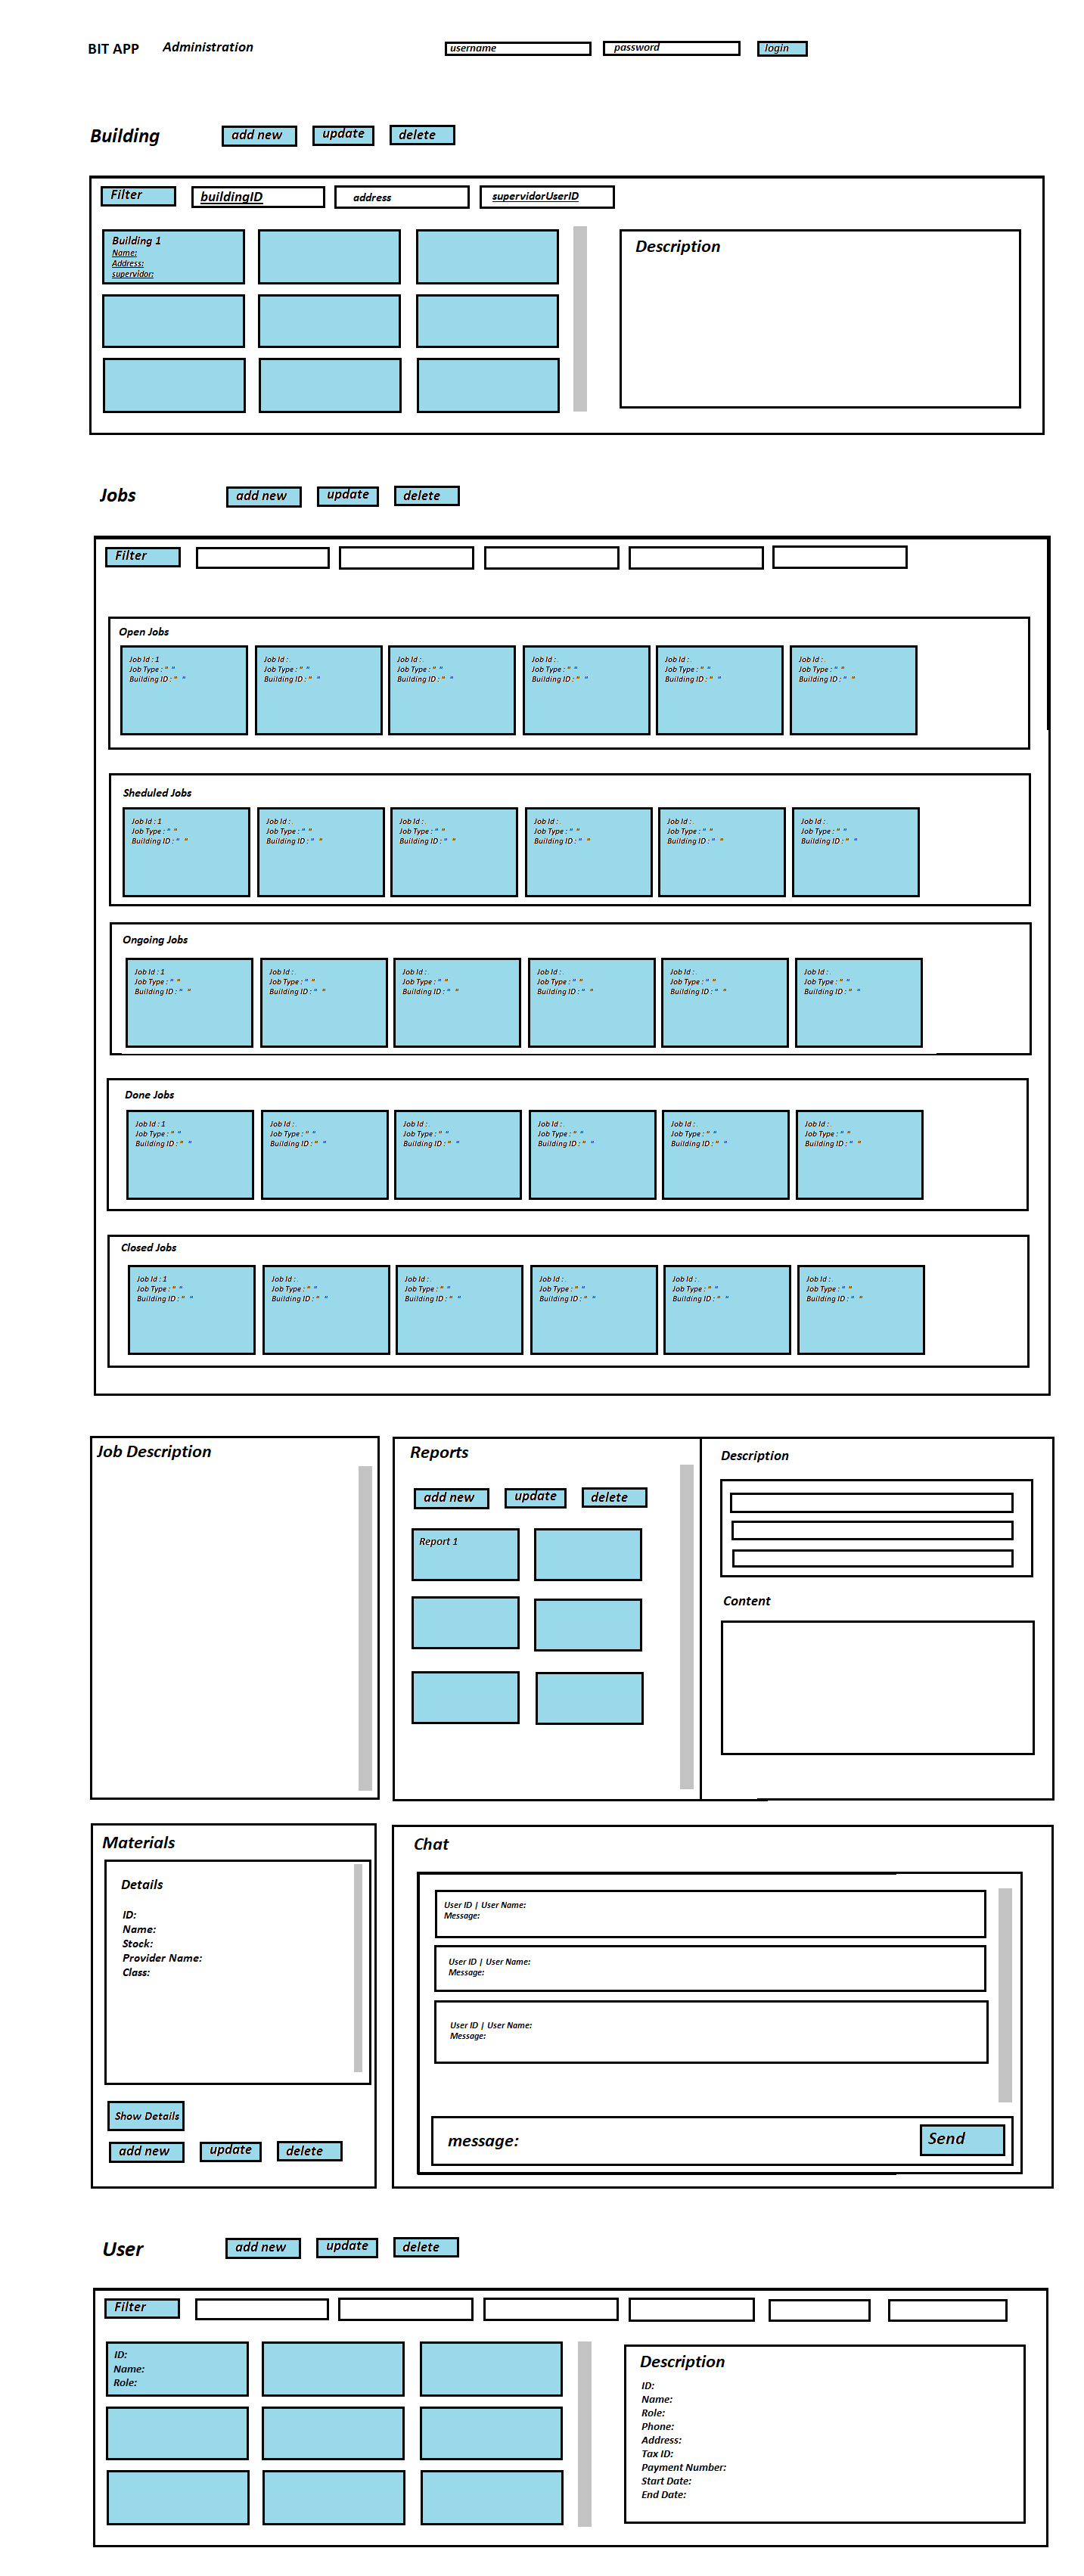 BIT APP Administration username password login
Building add new update delete
Filter buildingID address supervidorUserID
Building 1
Name:
Address:
supervidor:
Description
Jobs add new update delete
Filter
Open Jobs
Job Id : 1 Job Id : Job Id : Job Id : Job Id : Job Id :
Job Type : " " Job Type : " " Job Type : " " Job Type : " " Job Type : " " Job Type : " "
Building ID : " " Building ID : " " Building ID : " " Building ID : " " Building ID : " " Building ID : " "
Sheduled Jobs
Job Id : 1 Job Id : Job Id : Job Id : Job Id : Job Id :
Job Type : " " Job Type : " " Job Type : " " Job Type : " " Job Type : " " Job Type : " "
Building ID : " " Building ID : " " Building ID : " " Building ID : " " Building ID : " " Building ID : " "
Ongoing Jobs
Job Id : 1 Job Id : Job Id : Job Id : Job Id : Job Id :
Job Type : " " Job Type : " " Job Type : " " Job Type : " " Job Type : " " Job Type : " "
Building ID : " " Building ID : " " Building ID : " " Building ID : " " Building ID : " " Building ID : " "
Done Jobs
Job Id : 1 Job Id : Job Id : Job Id : Job Id : Job Id :
Job Type : " " Job Type : " " Job Type : " " Job Type : " " Job Type : " " Job Type : " "
Building ID : " " Building ID : " " Building ID : " " Building ID : " " Building ID : " " Building ID : " "
Closed Jobs
Job Id : 1 Job Id : Job Id : Job Id : Job Id : Job Id :
Job Type : " " Job Type : " " Job Type : " " Job Type : " " Job Type : " " Job Type : " "
Building ID : " " Building ID : " " Building ID : " " Building ID : " " Building ID : " " Building ID : " "
Job Description
Reports
add new update delete
Report 1
Description
Content
Materials
Details
ID:
Name:
Stock:
Provider Name:
Class:
Show Details
add new update delete
Chat
User ID | User Name:
Message:
User ID | User Name:
Message:
User ID | User Name:
Message:
message: Send
User add new update delete
Filter
ID:
Name:
Role:
Description
ID:
Name:
Role:
Phone:
Address:
Tax ID:
Payment Number:
Start Date:
End Date: